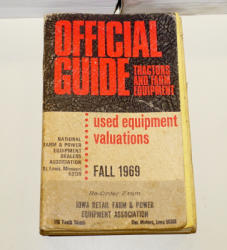 OFFICIAL
GUIDE
TRACTORS AND FARM
EQUIPMENT
used equipment
valuations
NATIONAL
FARM & POWER
EQUIPMENT
DEALERS
ASSOCIATION
St. Louis, Missouri
FALL 1969
Re-Order From
IOWA RETAIL FARM & POWER
EQUIPMENT ASSOCIATION
Des Moines, Iowa